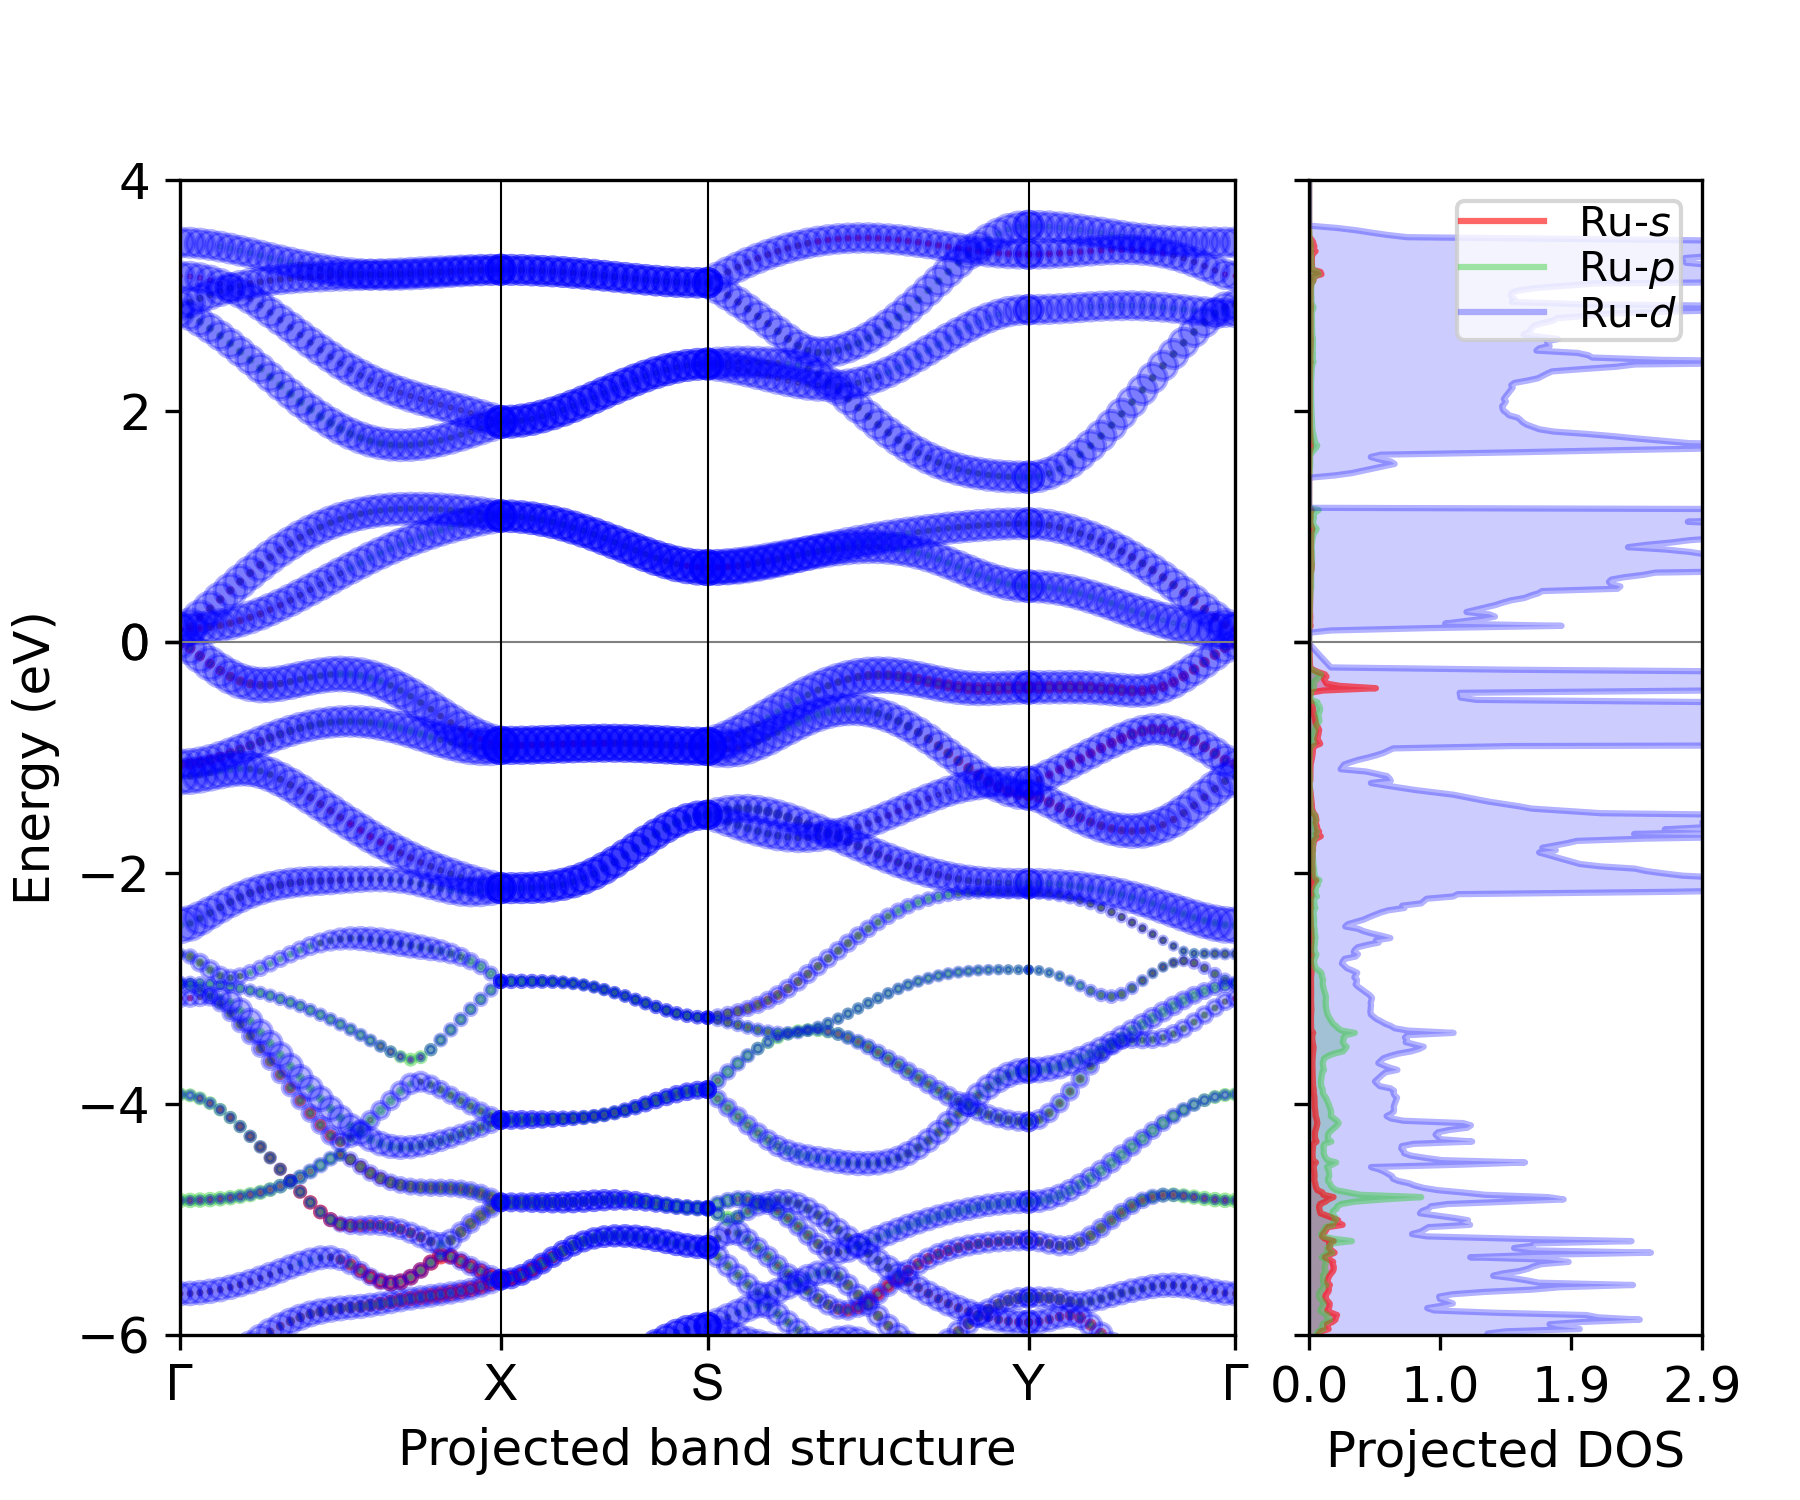 Energy (eV)
4
2
0
−2
−4
−6
Γ X S Y Γ
Projected band structure
Ru-s
Ru-p
Ru-d
0.0 1.0 1.9 2.9
Projected DOS